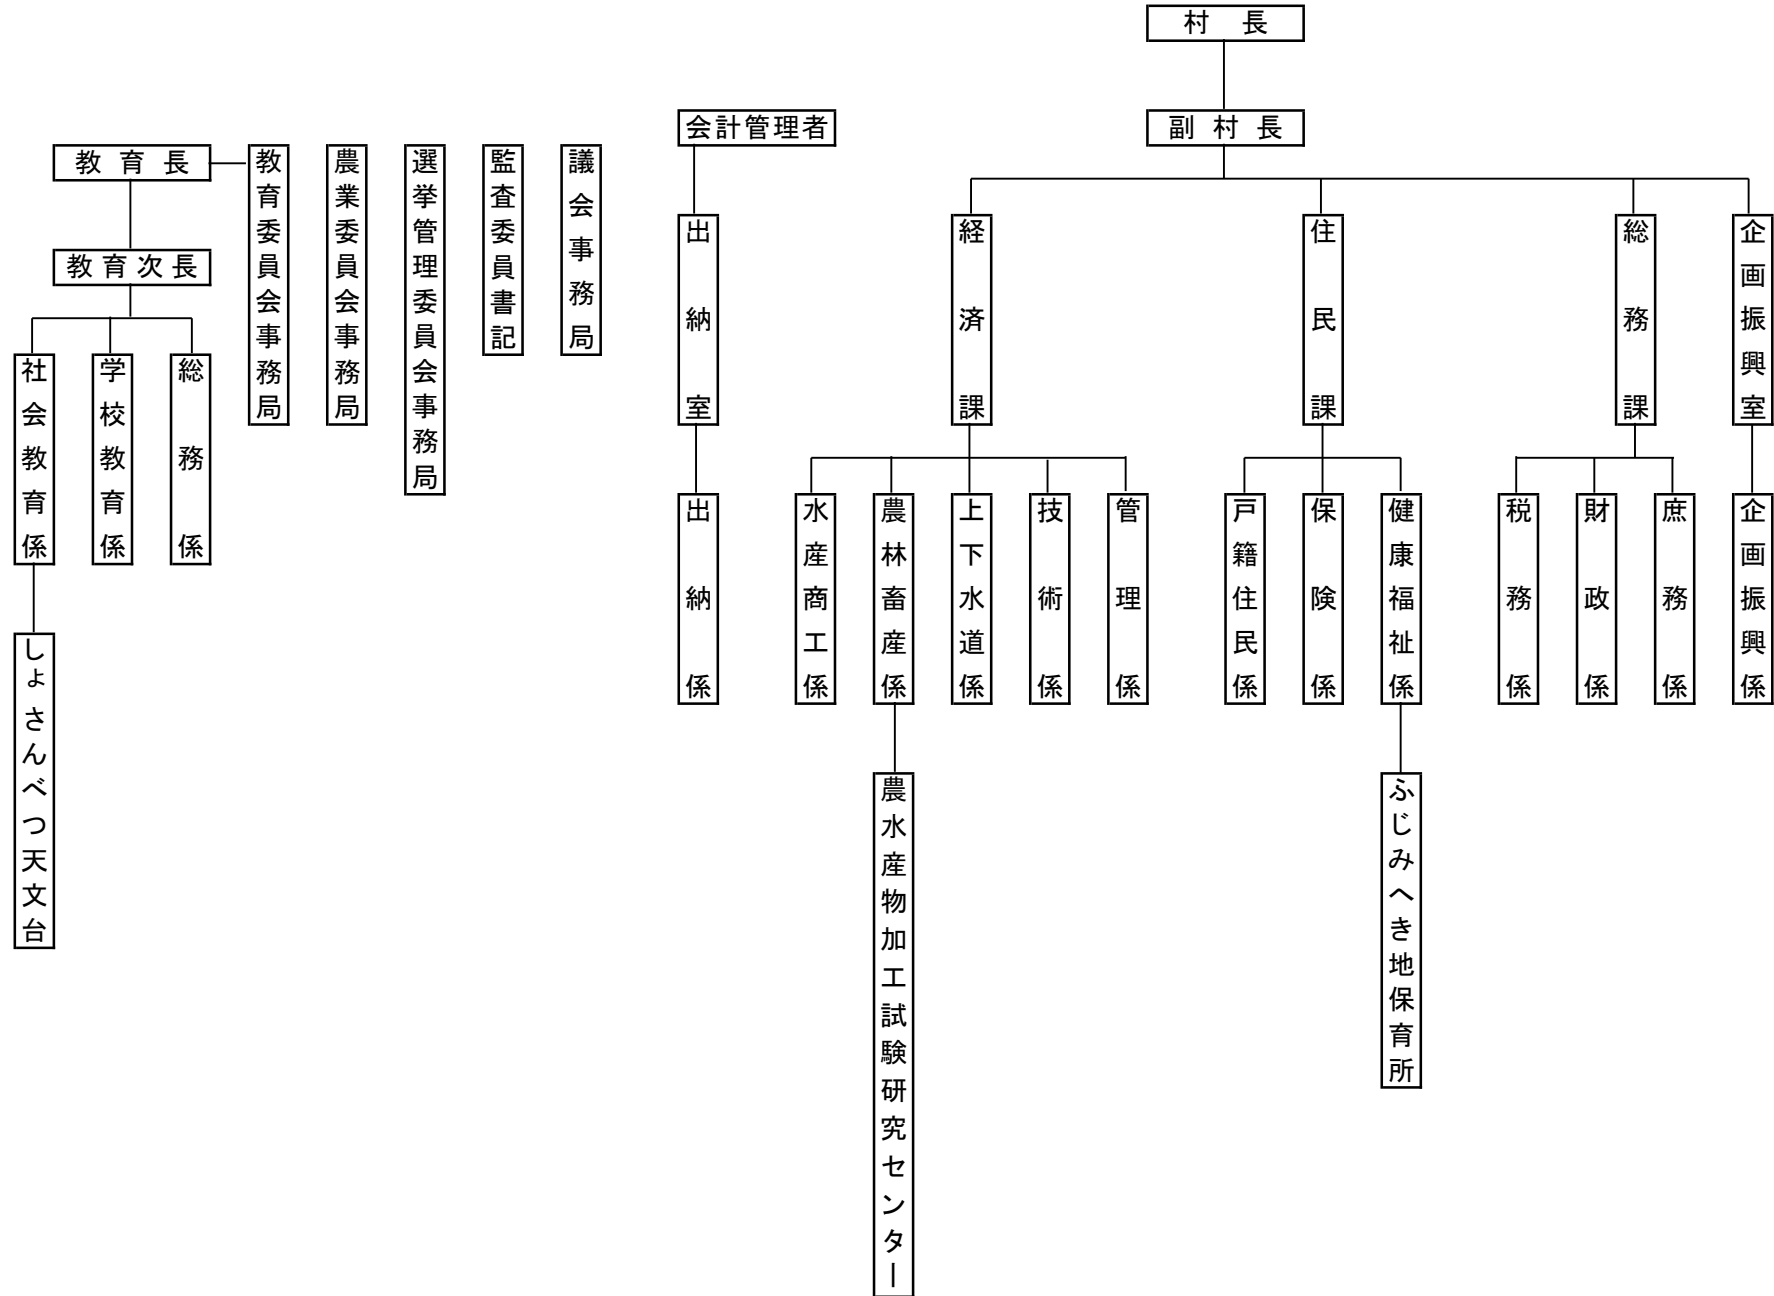 村長
副村長
会計管理者
教育長
教育委員会事務局
農業委員会事務局
選挙管理委員会事務局
監査委員書記
議会事務局
教育次長
出納室
経済課
住民課
総務課
企画振興室
社会教育係
学校教育係
総務係
出納係
水産商工係
農林畜産係
上下水道係
技術係
管理係
戸籍住民係
保険係
健康福祉係
税務係
財政係
庶務係
企画振興係
しょさんべつ天文台
農水産物加工試験研究センター
ふじみへき地保育所